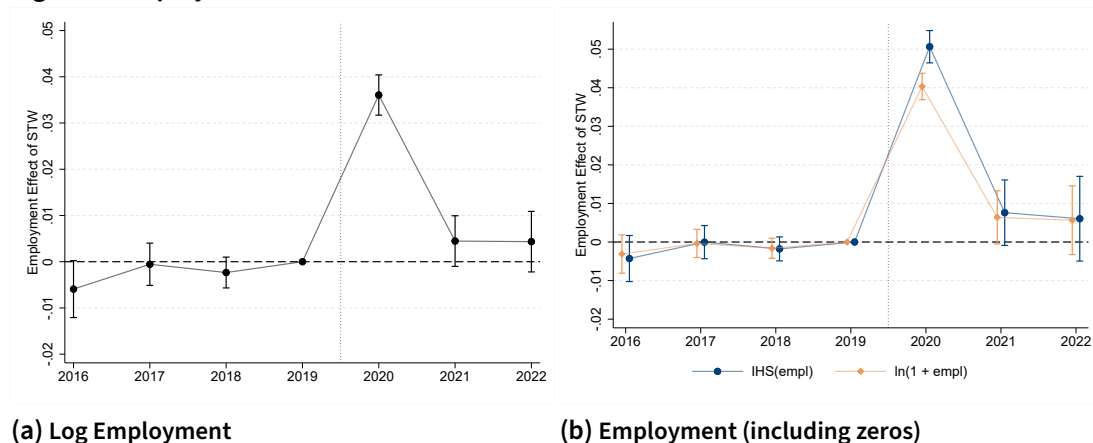 Employment Effect of STW
.05
.04
.03
.02
.01
0
-.01
-.02
2016 2017 2018 2019 2020 2021 2022
(a) Log Employment
Employment Effect of STW
.05
.04
.03
.02
.01
0
-.01
-.02
2016 2017 2018 2019 2020 2021 2022
IHS(empl) ln(1 + empl)
(b) Employment (including zeros)